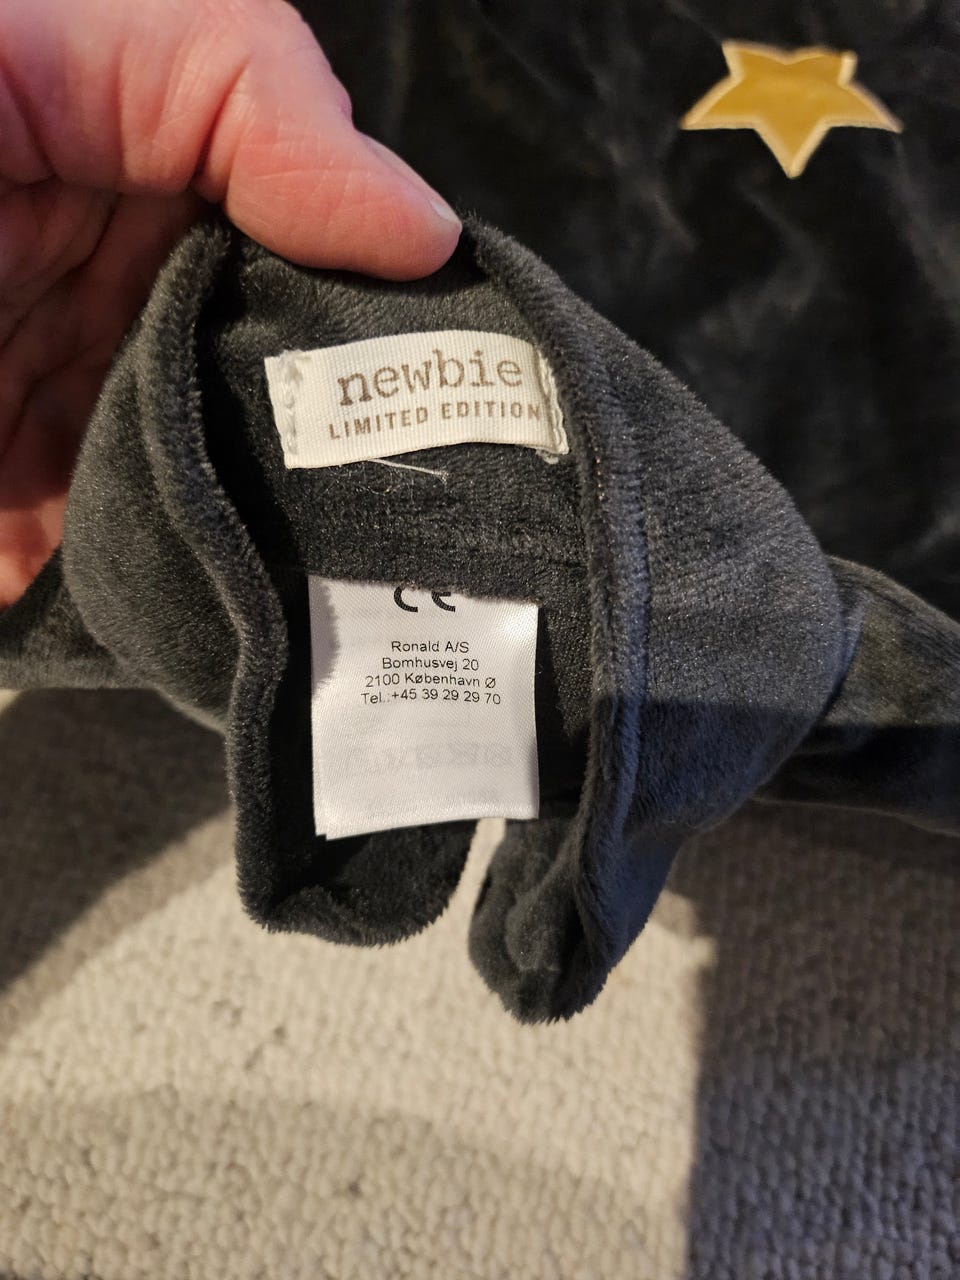 newbie
LIMITED EDITION
CE
Ronald A/S
Bomhusvej 20
2100 København Ø
Tel.:+45 39 29 29 70